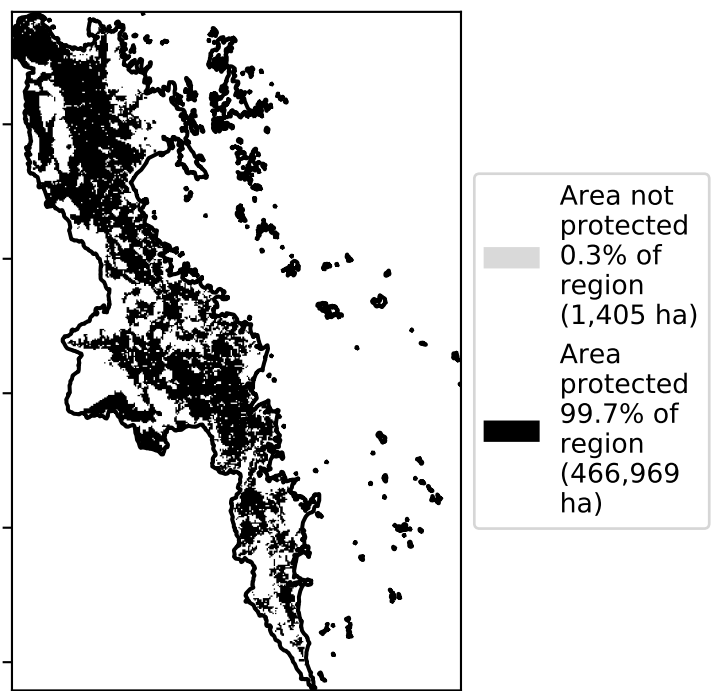 Area not
protected
0.3% of
region
(1,405 ha)
Area
protected
99.7% of
region
(466,969
ha)